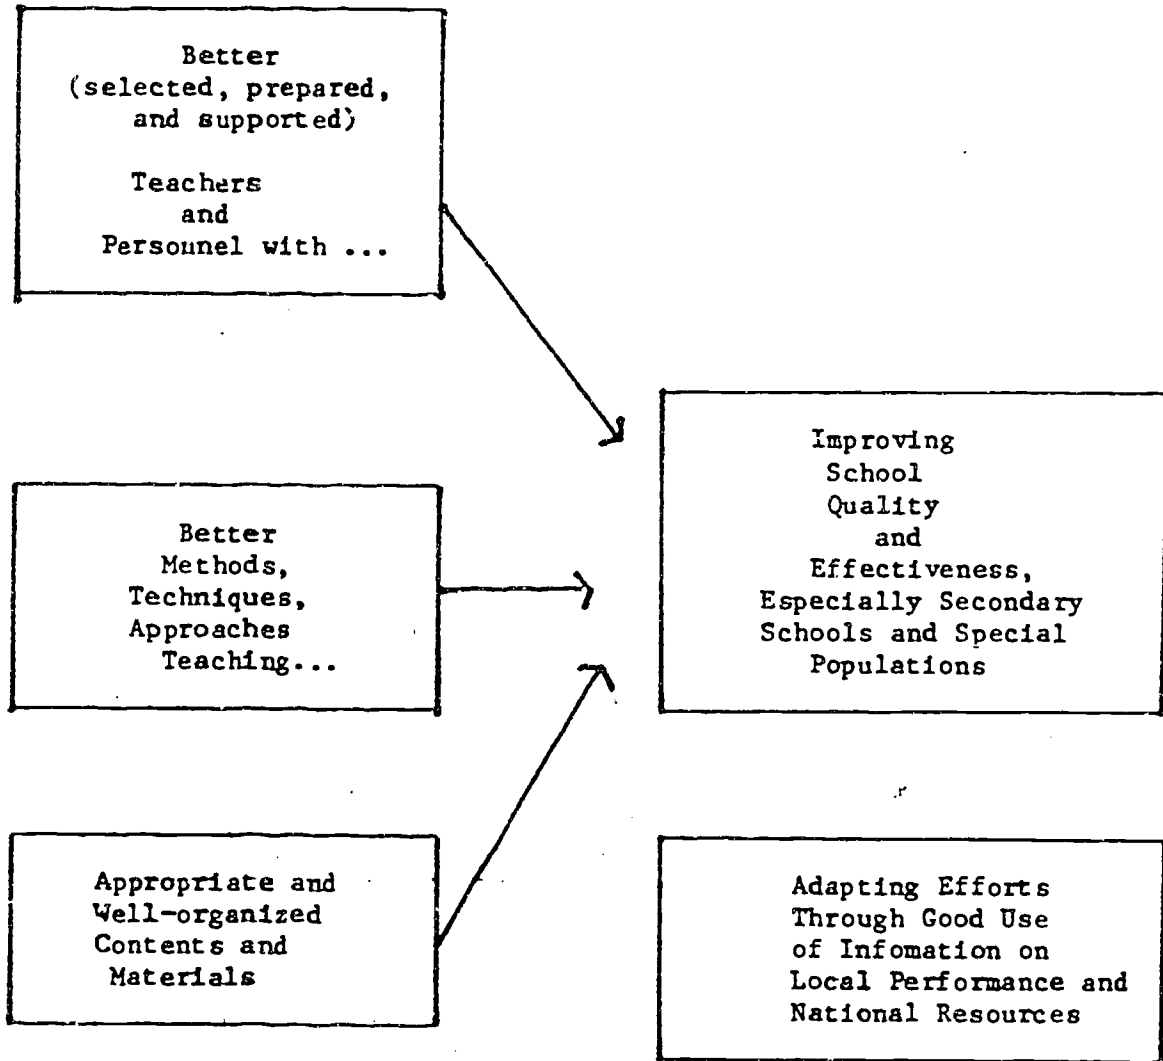 Better
(selected, prepared,
and supported)
Teachers
and
Personnel with ...
Better
Methods,
Techniques,
Approaches
Teaching...
Appropriate and
Well-organized
Contents and
Materials
Improving
School
Quality
and
Effectiveness,
Especially Secondary
Schools and Special
Populations
Adapting Efforts
Through Good Use
of Infomation on
Local Performance and
National Resources